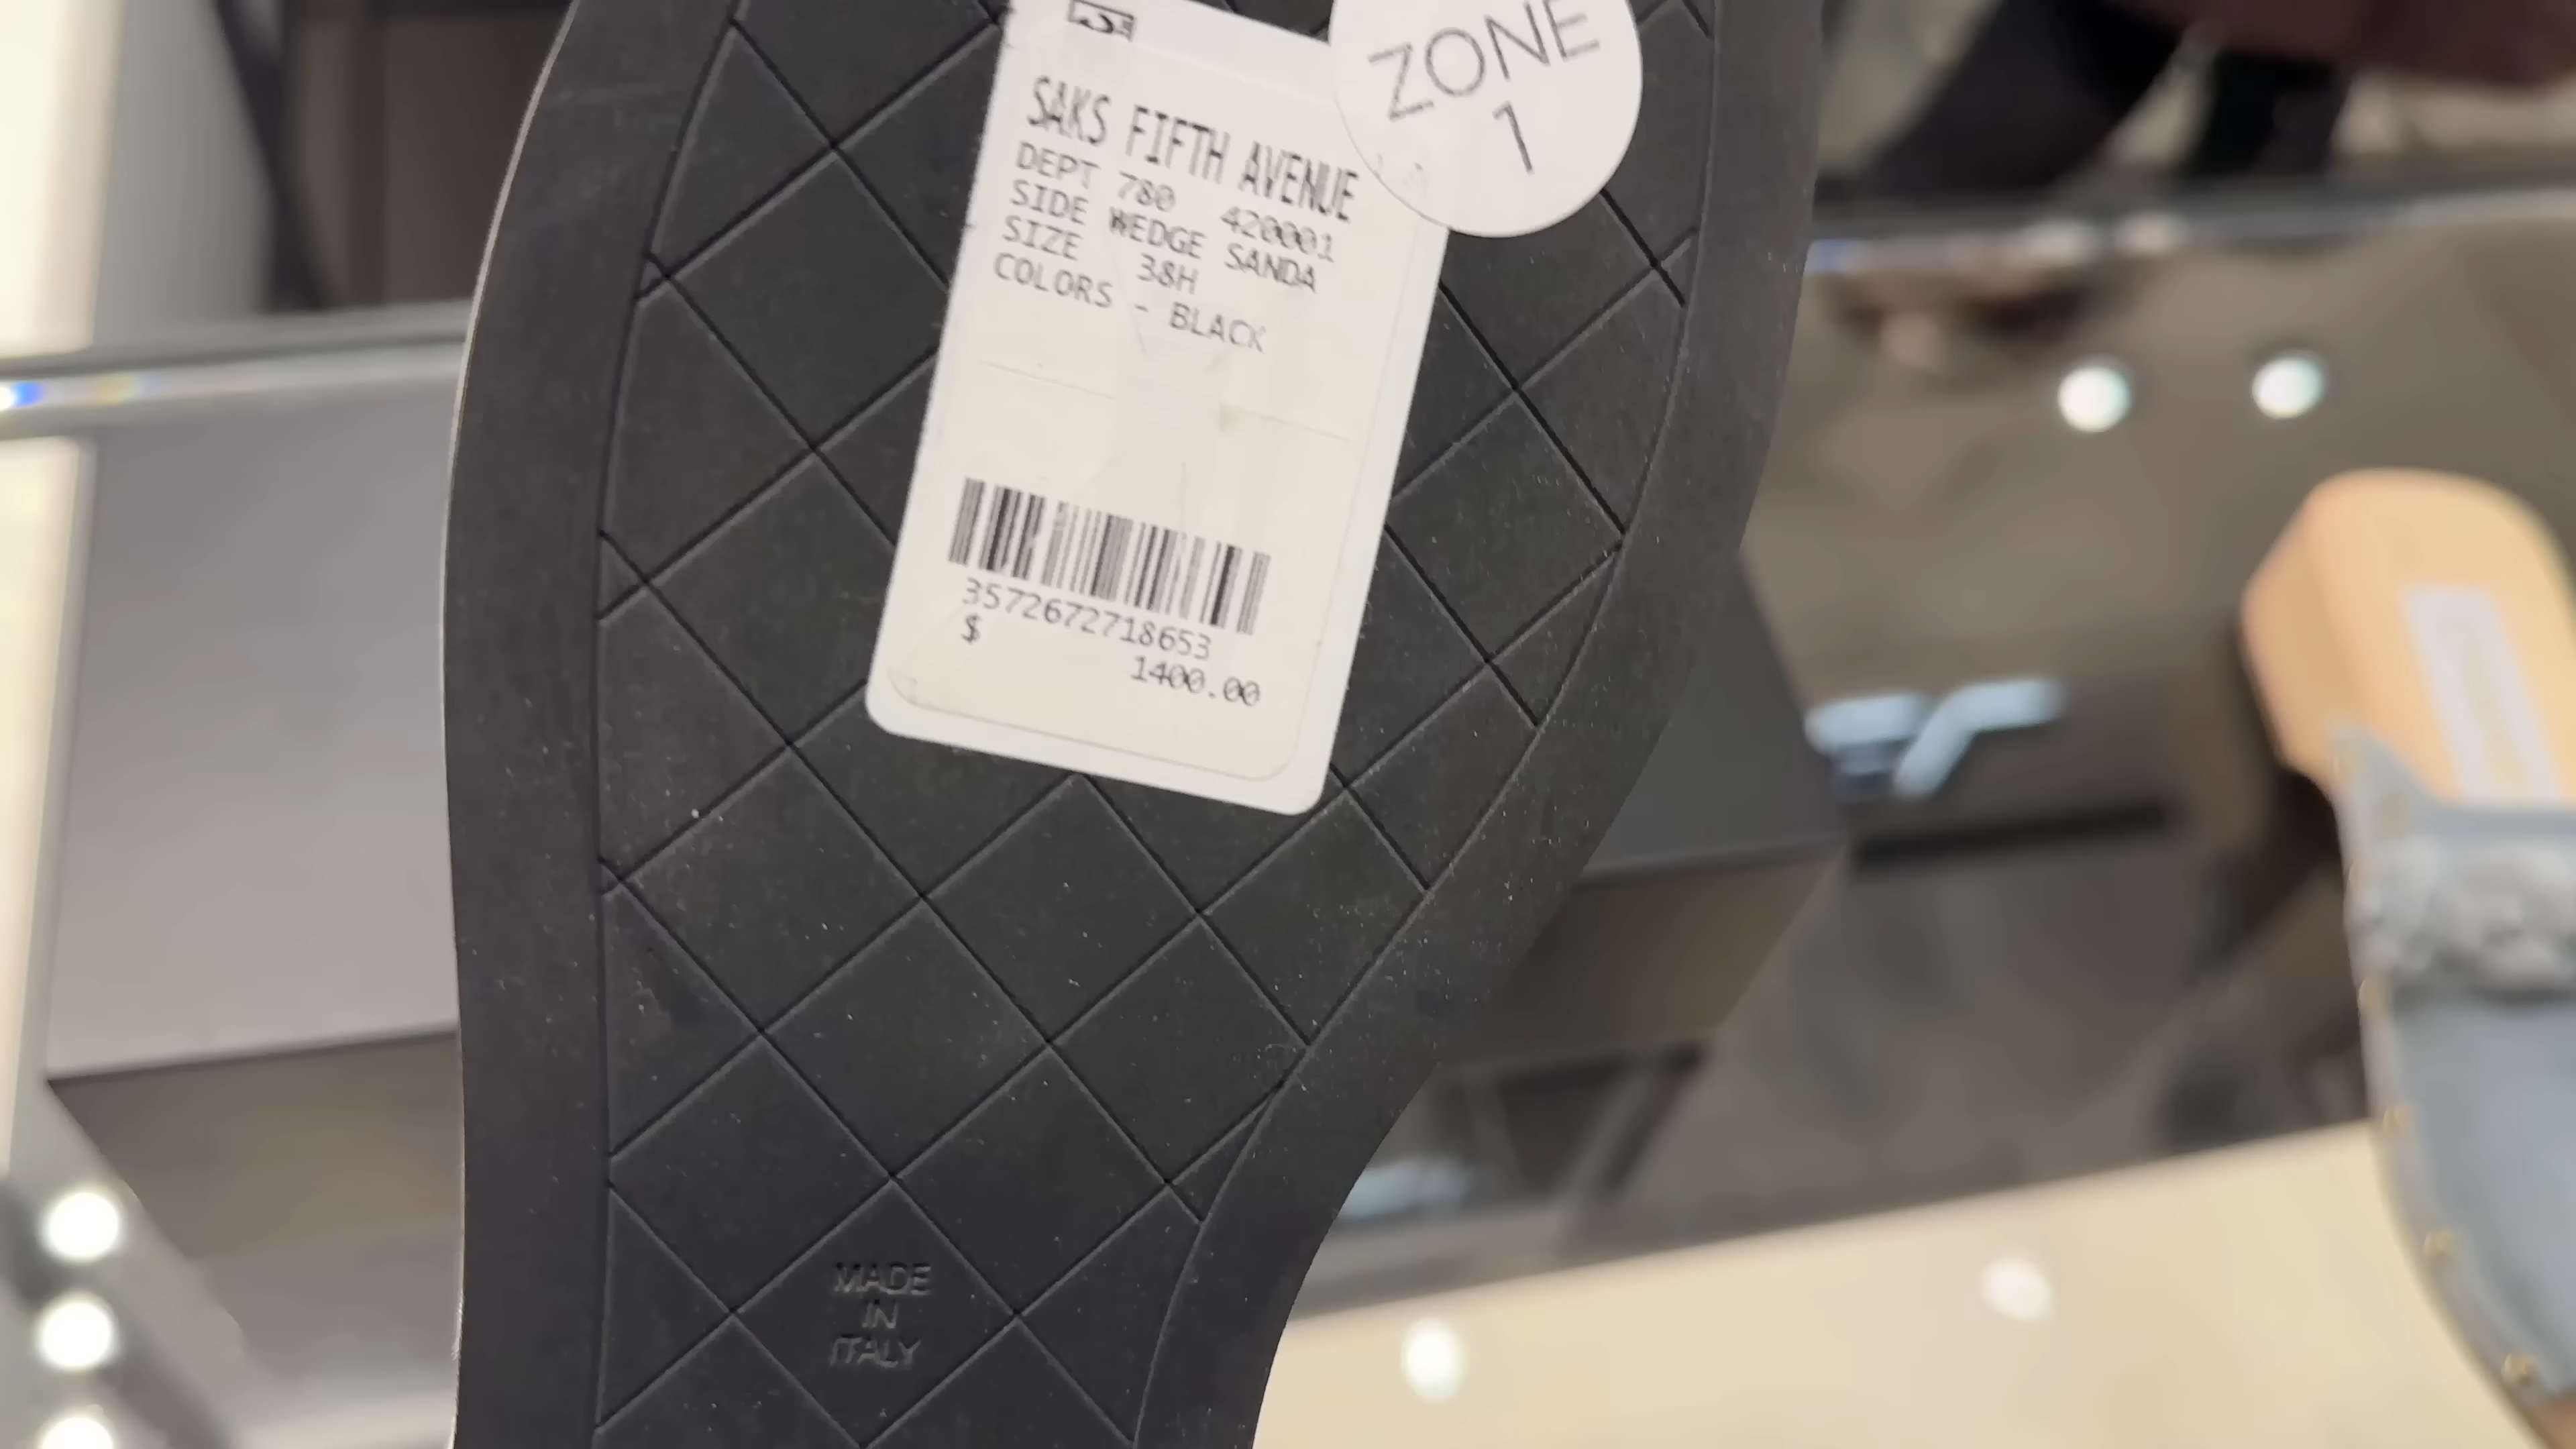 ZONE
1
SAKS FIFTH AVENUE
DEPT 780 420001
SIDE WEDGE SANDA
SIZE 38H
COLORS - BLACK
3572672718653
$ 1400.00
MADE
IN
ITALY